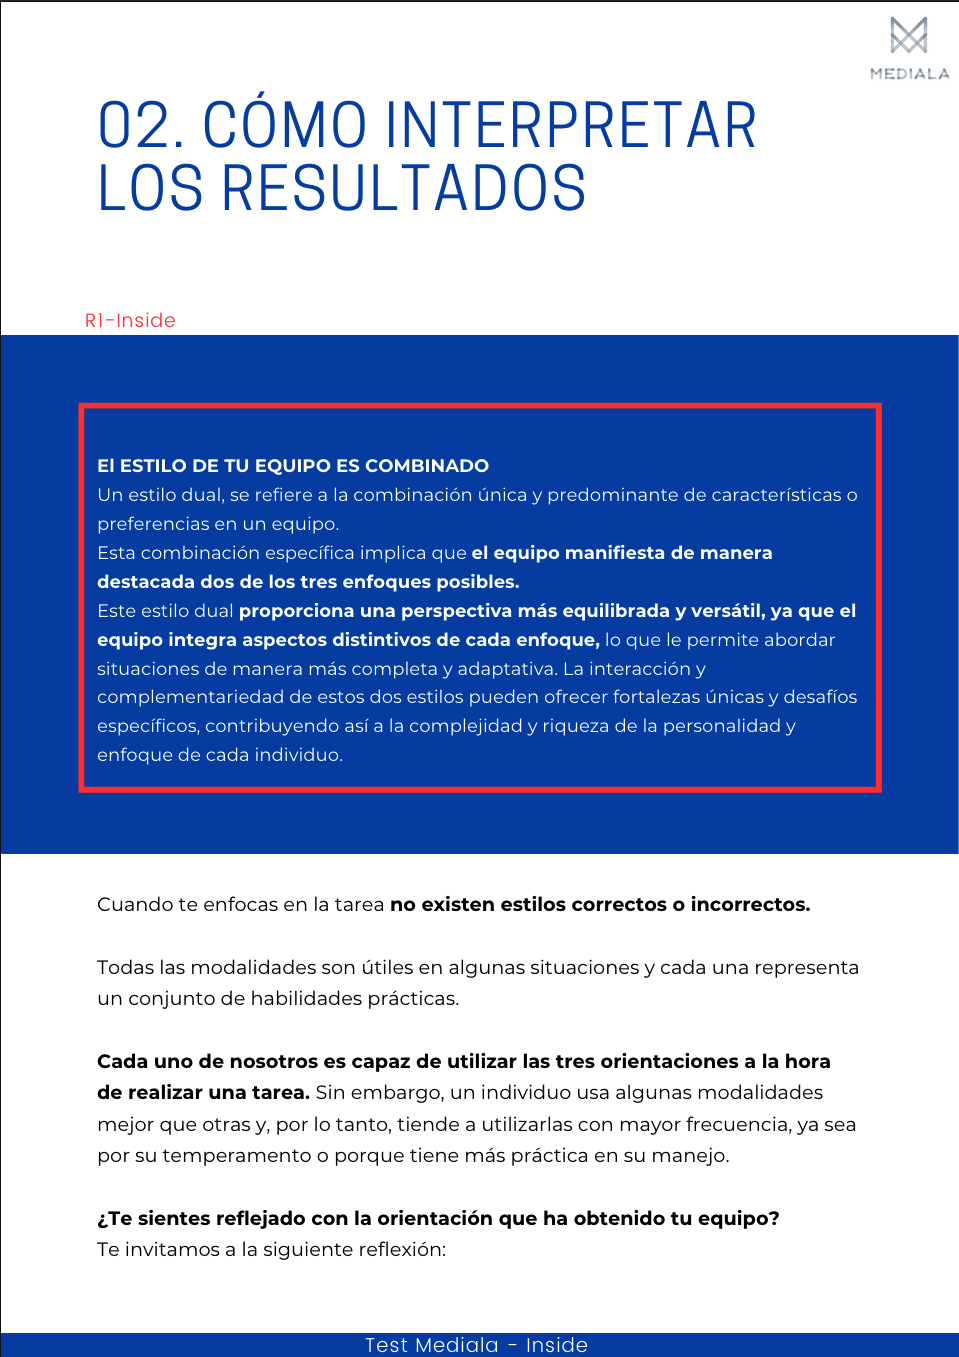 MEDIALA
02. CÓMO INTERPRETAR
LOS RESULTADOS
R1-Inside
El ESTILO DE TU EQUIPO ES COMBINADO
Un estilo dual, se refiere a la combinación única y predominante de características o
preferencias en un equipo.
Esta combinación específica implica que el equipo manifiesta de manera
destacada dos de los tres enfoques posibles.
Este estilo dual proporciona una perspectiva más equilibrada y versátil, ya que el
equipo integra aspectos distintivos de cada enfoque, lo que le permite abordar
situaciones de manera más completa y adaptativa. La interacción y
complementariedad de estos dos estilos pueden ofrecer fortalezas únicas y desafíos
específicos, contribuyendo así a la complejidad y riqueza de la personalidad y
enfoque de cada individuo.
Cuando te enfocas en la tarea no existen estilos correctos o incorrectos.
Todas las modalidades son útiles en algunas situaciones y cada una representa
un conjunto de habilidades prácticas.
Cada uno de nosotros es capaz de utilizar las tres orientaciones a la hora
de realizar una tarea. Sin embargo, un individuo usa algunas modalidades
mejor que otras y, por lo tanto, tiende a utilizarlas con mayor frecuencia, ya sea
por su temperamento o porque tiene más práctica en su manejo.
¿Te sientes reflejado con la orientación que ha obtenido tu equipo?
Te invitamos a la siguiente reflexión:
Test Mediala - Inside